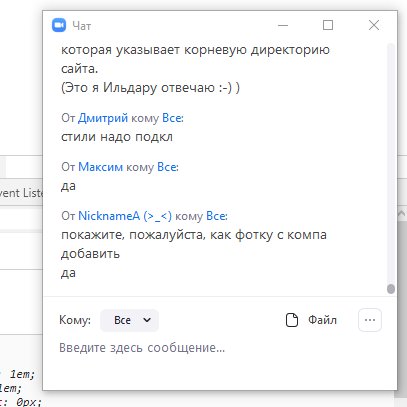 Чат
которая указывает корневую директорию
сайта.
(Это я Ильдару отвечаю :-) )
От Дмитрий кому Все:
стили надо подкл
От Максим кому Все:
да
vent Liste
От NicknameA (>_<) кому Все:
покажите, пожалуйста, как фотку с компа
добавить
да
Кому: Все Файл ...
Введите здесь сообщение...
: 1em;
1em;
: 0px;